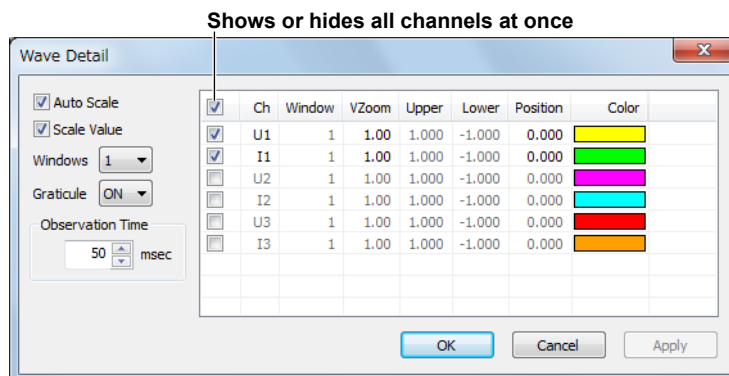 Shows or hides all channels at once
Wave Detail
Auto Scale
Scale Value
Windows 1
Graticule ON
Observation Time
50 msec
Ch Window VZoom Upper Lower Position Color
U1 1 1.00 1.000 -1.000 0.000
I1 1 1.00 1.000 -1.000 0.000
U2 1 1.00 1.000 -1.000 0.000
I2 1 1.00 1.000 -1.000 0.000
U3 1 1.00 1.000 -1.000 0.000
I3 1 1.00 1.000 -1.000 0.000
OK Cancel Apply